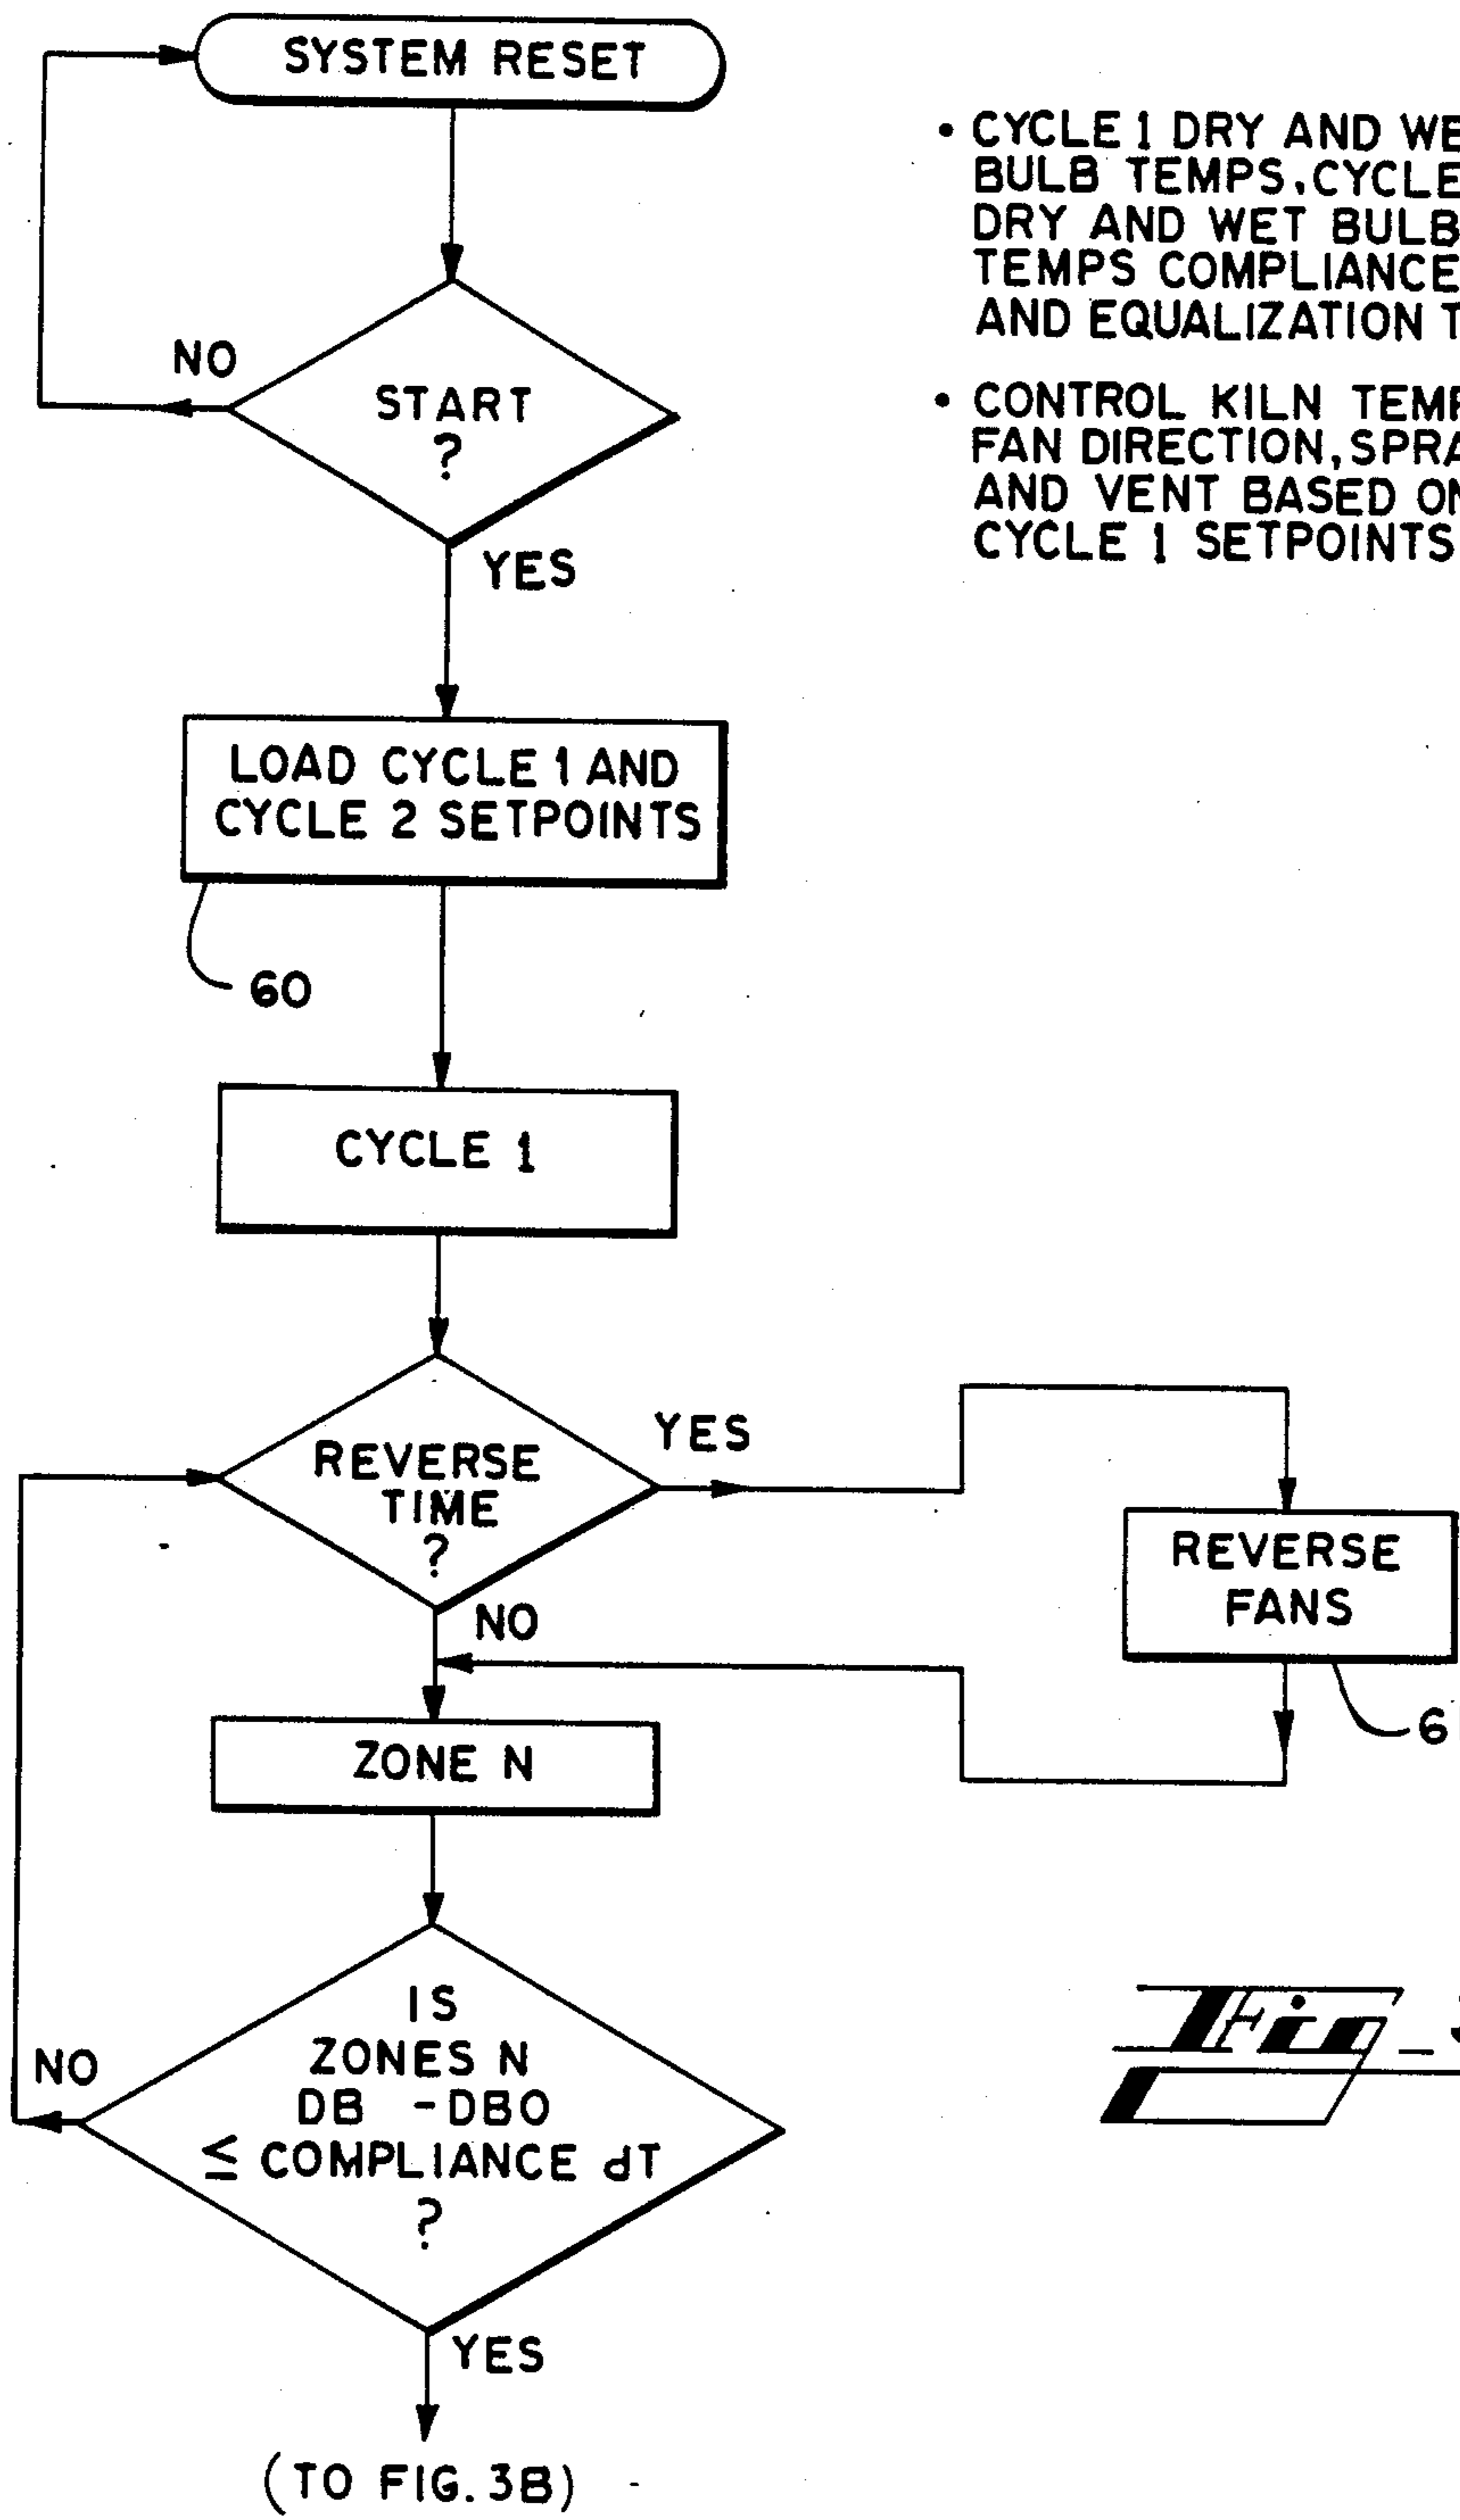 SYSTEM RESET
NO
START
?
YES
LOAD CYCLE 1 AND
CYCLE 2 SETPOINTS
60
CYCLE 1
REVERSE
TIME
?
YES
NO
REVERSE
FANS
ZONE N
IS
ZONES N
DB -DBO
≤ COMPLIANCE dT
?
NO
YES
(TO FIG. 3B) -
• CYCLE 1 DRY AND
BULB TEMPS, CYCLE
DRY AND WET BULB
TEMPS COMPLIANCE
AND EQUALIZATION
• CONTROL KILN
FAN DIRECTION,
AND VENT BASED ON
CYCLE 1 SETPOINTS
Fig_